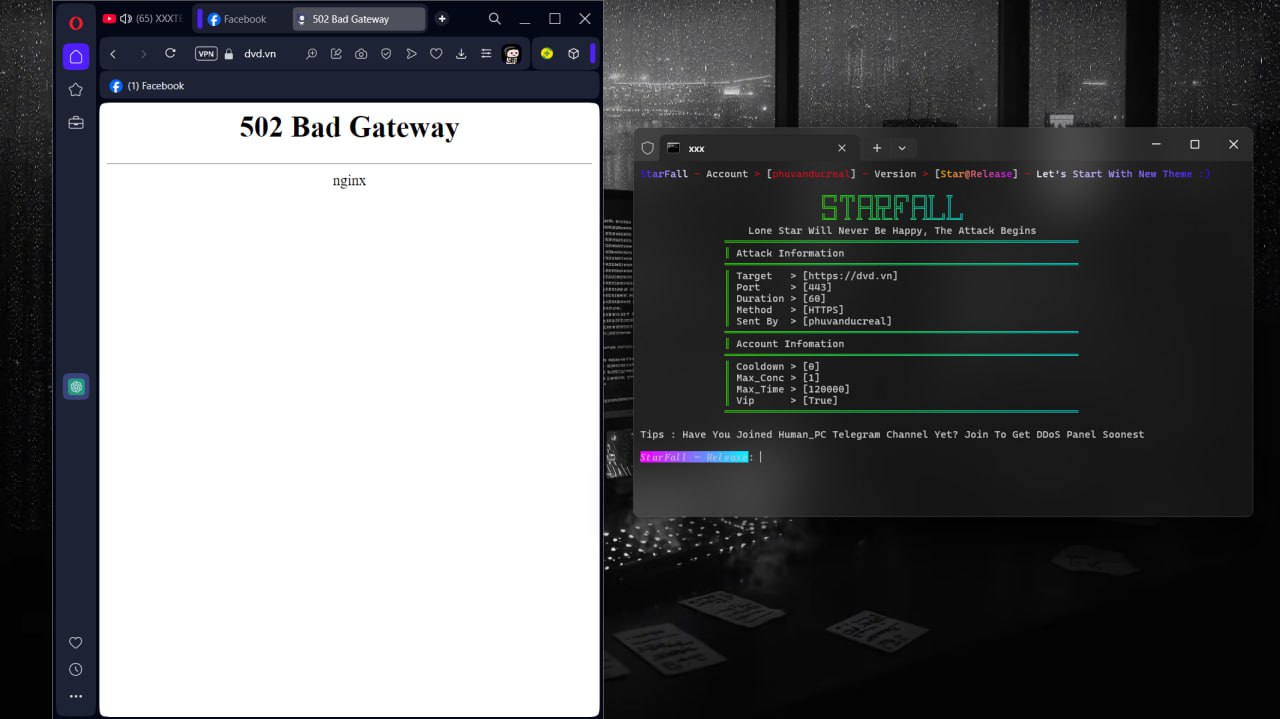 (65) XXXTE
Facebook
502 Bad Gateway
VPN
dvd.vn
(1) Facebook
502 Bad Gateway
nginx
xxx
StarFall - Account > [phuvanducreal] - Version > [Star@Release] - Let's Start With New Theme :)
STARFALL
Lone Star Will Never Be Happy, The Attack Begins
Attack Information
Target > [https://dvd.vn]
Port > [443]
Duration > [60]
Method > [HTTPS]
Sent By > [phuvanducreal]
Account Infomation
Cooldown > [0]
Max_Conc > [1]
Max_Time > [120000]
Vip > [True]
Tips : Have You Joined Human_PC Telegram Channel Yet? Join To Get DDoS Panel Soonest
StarFall - Release: